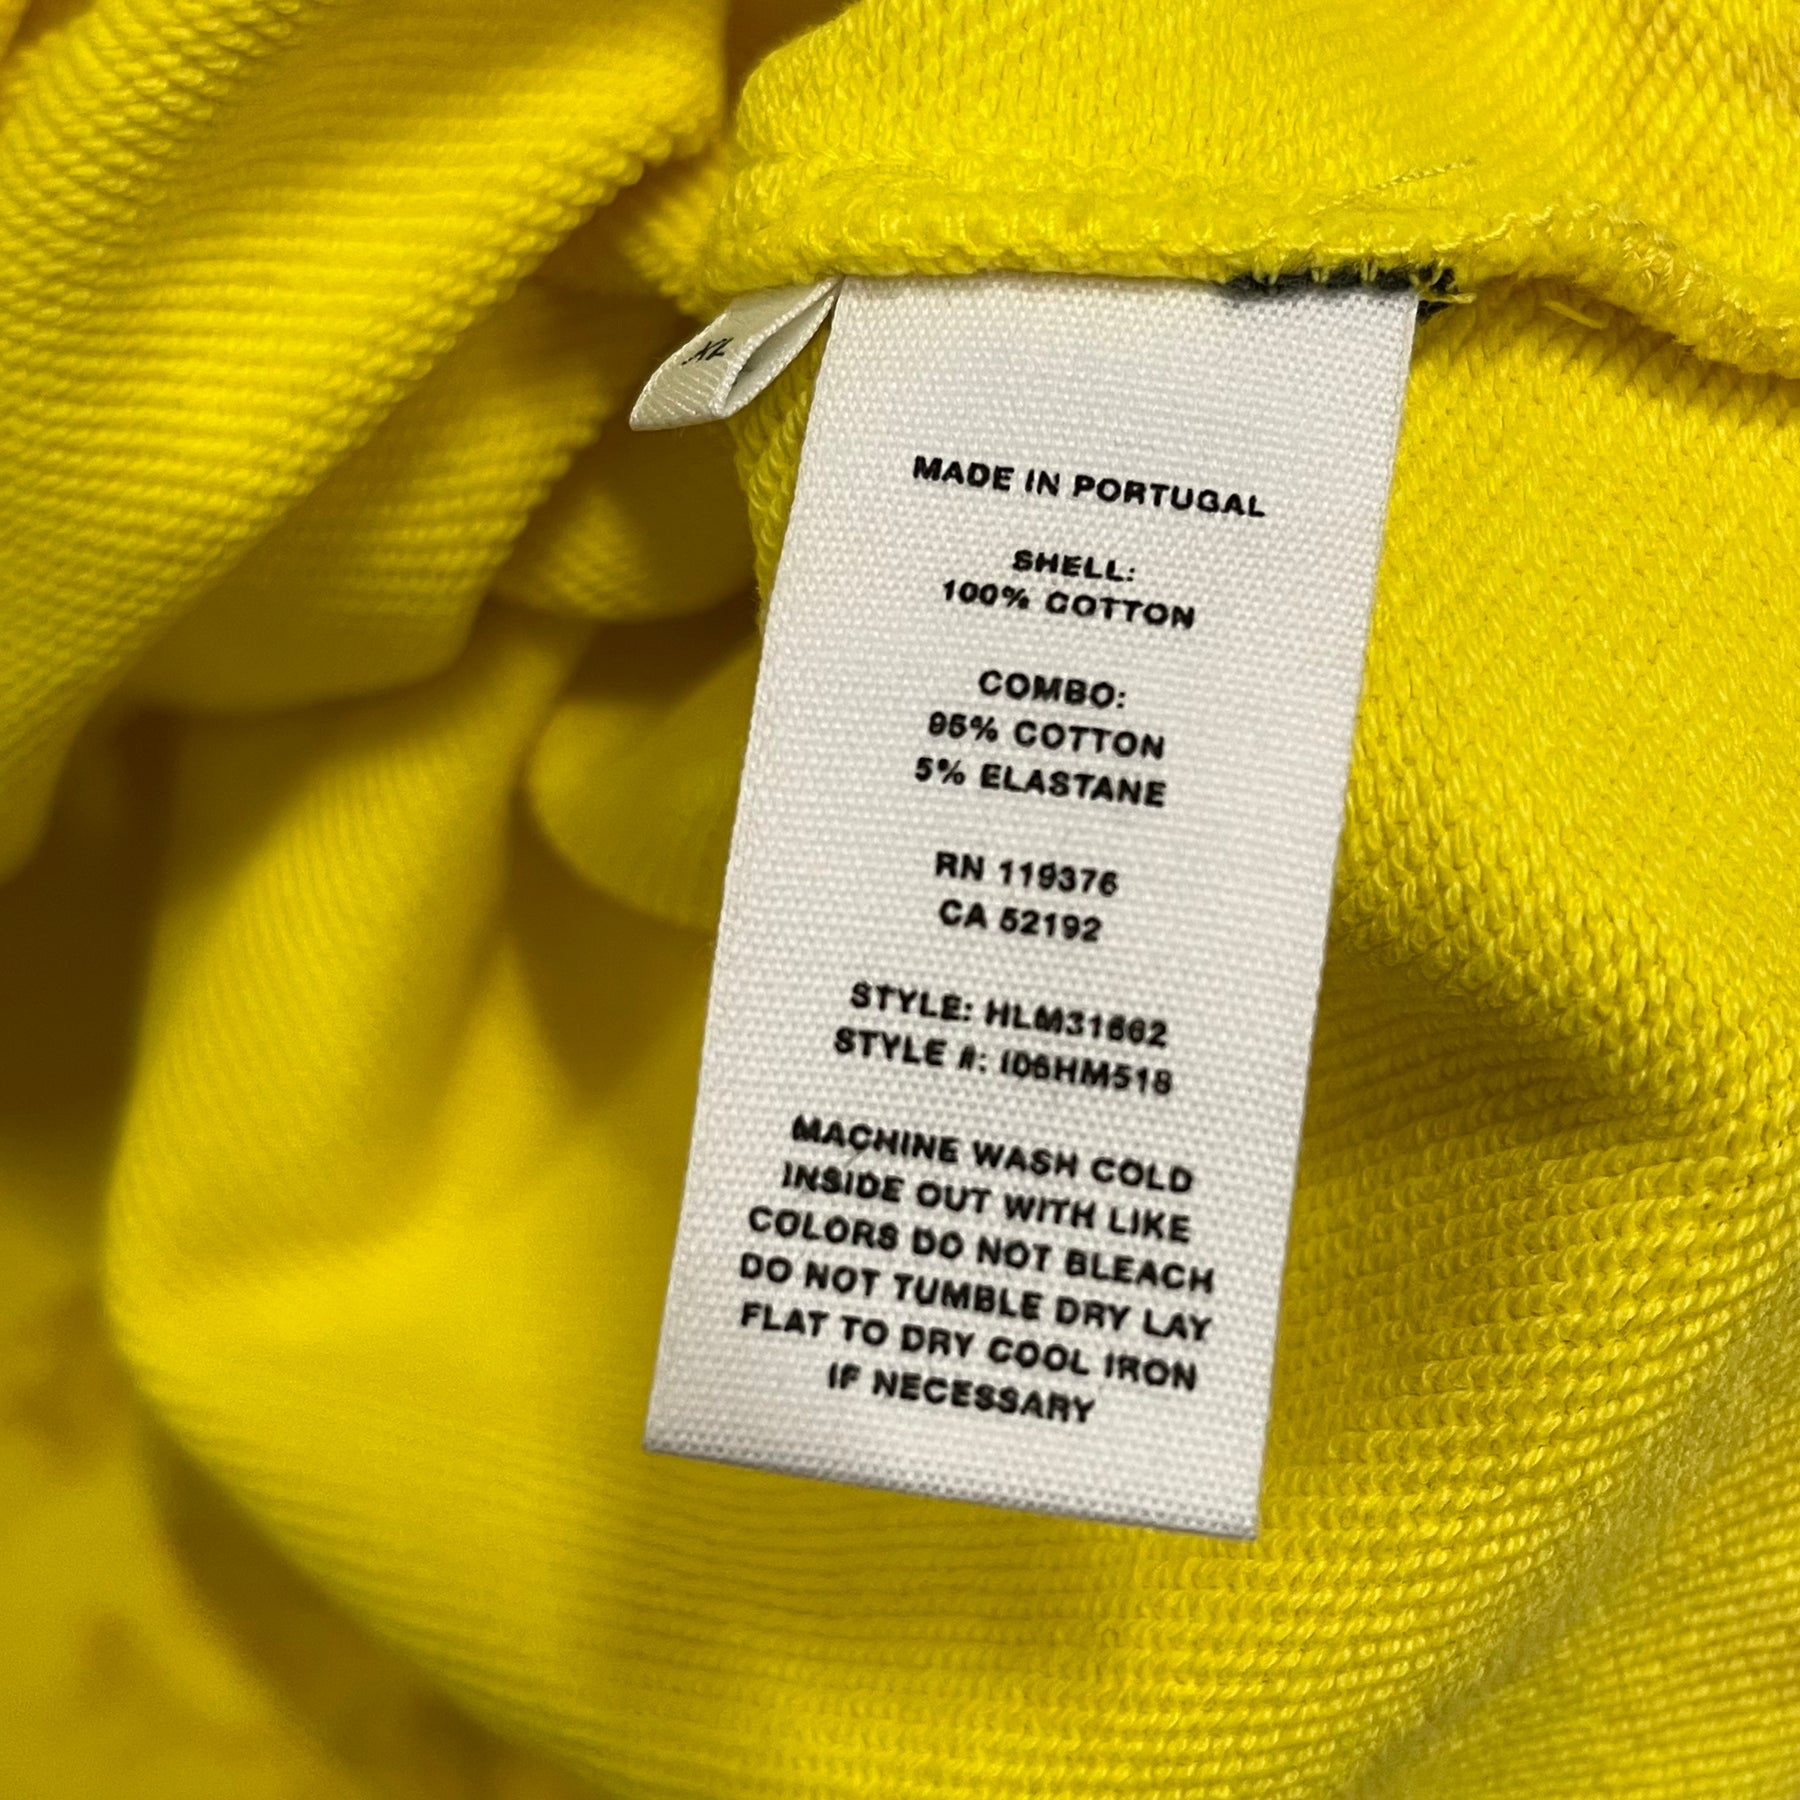 XL
MADE IN PORTUGAL
SHELL:
100% COTTON
COMBO:
95% COTTON
5% ELASTANE
RN 119376
CA 52192
STYLE: HLM31662
STYLE #: ID6HM518
MACHINE WASH COLD
INSIDE OUT WITH LIKE
COLORS DO NOT BLEACH
DO NOT TUMBLE DRY LAY
FLAT TO DRY COOL IRON
IF NECESSARY